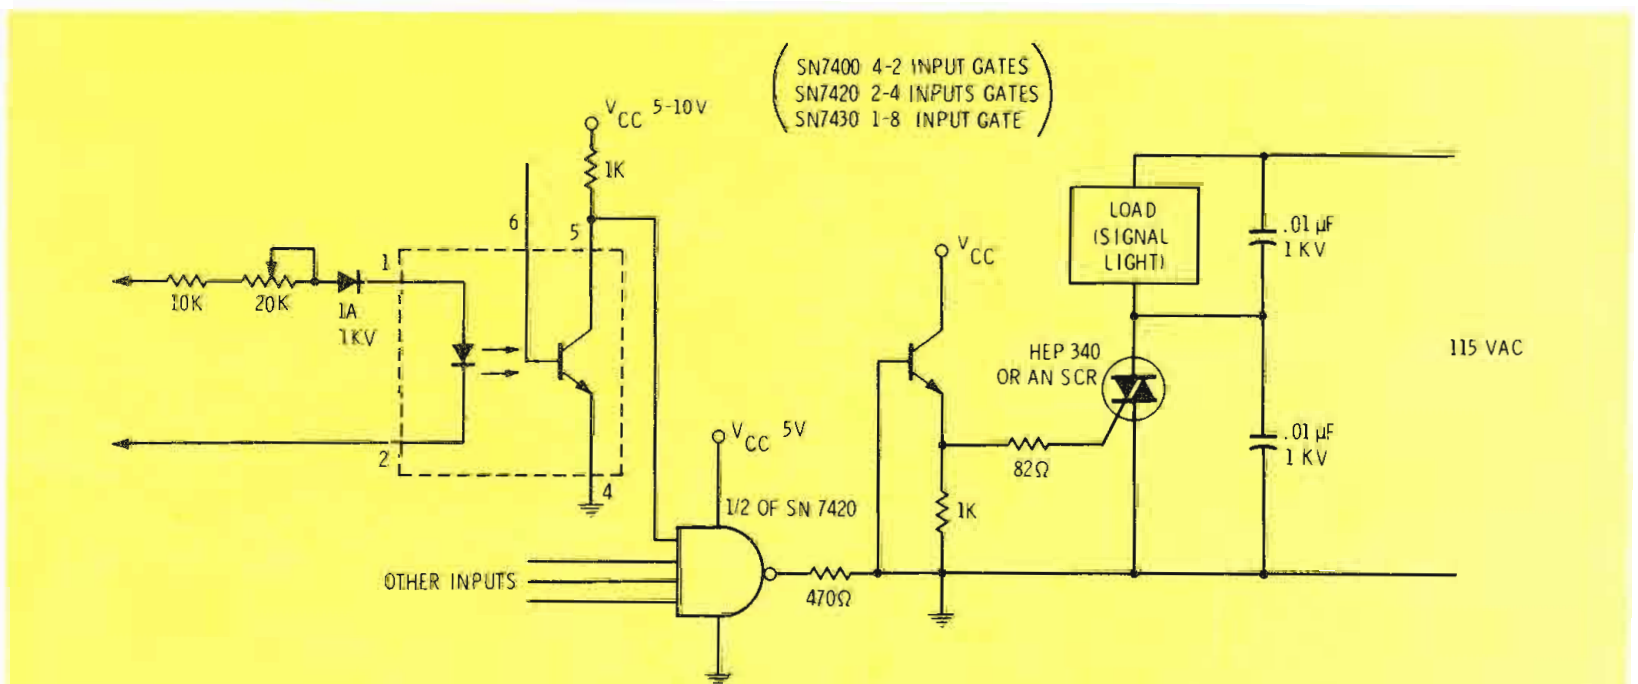 SN7400 4-2 INPUT GATES
SN7420 2-4 INPUTS GATES
SN7430 1-8 INPUT GATE
VCC 5-10V
1K
6
5
1
10K
20K
1A
1KV
2
4
VCC 5V
1/2 OF SN 7420
OTHER INPUTS
470Ω
VCC
82Ω
1K
HEP 340
OR AN SCR
LOAD
(SIGNAL
LIGHT)
.01 µF
1 KV
.01 µF
1 KV
115 VAC